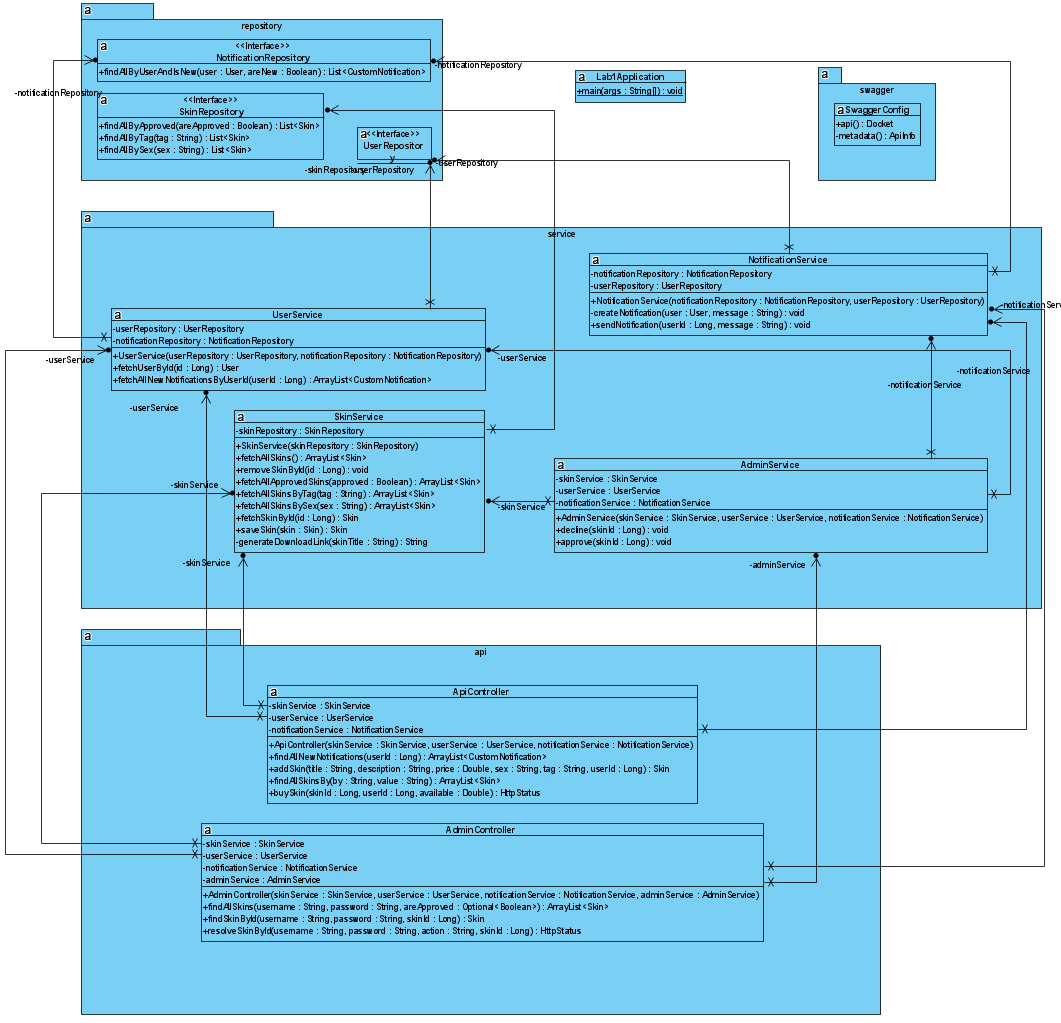 a
repository
a
<<Interface>>
NotificationRepository
+findAllByUserAndIsNew(user : User, areNew : Boolean) : List<CustomNotification>
-notificationRepository
-notificationRepository
a
<<Interface>>
SkinRepository
+findAllByApproved(areApproved : Boolean) : List<Skin>
+findAllByTag(tag : String) : List<Skin>
+findAllBySex(sex : String) : List<Skin>
a
<<Interface>>
UserRepositor
y
-skinRepository
-userRepository
-userRepository
a
Lab1Application
+main(args : String[]) : void
a
swagger
a
SwaggerConfig
+api() : Docket
-metadata() : ApiInfo
a
service
a
NotificationService
-notificationRepository : NotificationRepository
-userRepository : UserRepository
+NotificationService(notificationRepository : NotificationRepository, userRepository : UserRepository)
-createNotification(user : User, message : String) : void
+sendNotification(userId : Long, message : String) : void
-notificationServ
-notificationService
-notificationService
a
UserService
-userRepository : UserRepository
-notificationRepository : NotificationRepository
+UserService(userRepository : UserRepository, notificationRepository : NotificationRepository)
+fetchUserById(id : Long) : User
+fetchAllNewNotificationsByUserId(userId : Long) : ArrayList<CustomNotification>
-userService
-userService
-userService
a
SkinService
-skinRepository : SkinRepository
+SkinService(skinRepository : SkinRepository)
+fetchAllSkins() : ArrayList<Skin>
+removeSkinById(id : Long) : void
+fetchAllApprovedSkins(approved : Boolean) : ArrayList<Skin>
+fetchAllSkinsByTag(tag : String) : ArrayList<Skin>
+fetchAllSkinsBySex(sex : String) : ArrayList<Skin>
+fetchSkinById(id : Long) : Skin
+saveSkin(skin : Skin) : Skin
-generateDownloadLink(skinTitle : String) : String
-skinService
-skinService
-skinService
a
AdminService
-skinService : SkinService
-userService : UserService
-notificationService : NotificationService
+AdminService(skinService : SkinService, userService : UserService, notificationService : NotificationService)
+decline(skinId : Long) : void
+approve(skinId : Long) : void
-adminService
a
api
a
ApiController
-skinService : SkinService
-userService : UserService
-notificationService : NotificationService
+ApiController(skinService : SkinService, userService : UserService, notificationService : NotificationService)
+findAllNewNotifications(userId : Long) : ArrayList<CustomNotification>
+addSkin(title : String, description : String, price : Double, sex : String, tag : String, userId : Long) : Skin
+findAllSkinsBy(by : String, value : String) : ArrayList<Skin>
+buySkin(skinId : Long, userId : Long, available : Double) : HttpStatus
a
AdminController
-skinService : SkinService
-userService : UserService
-notificationService : NotificationService
-adminService : AdminService
+AdminController(skinService : SkinService, userService : UserService, notificationService : NotificationService, adminService : AdminService)
+findAllSkins(username : String, password : String, areApproved : Optional<Boolean>) : ArrayList<Skin>
+findSkinById(username : String, password : String, skinId : Long) : Skin
+resolveSkinById(username : String, password : String, action : String, skinId : Long) : HttpStatus